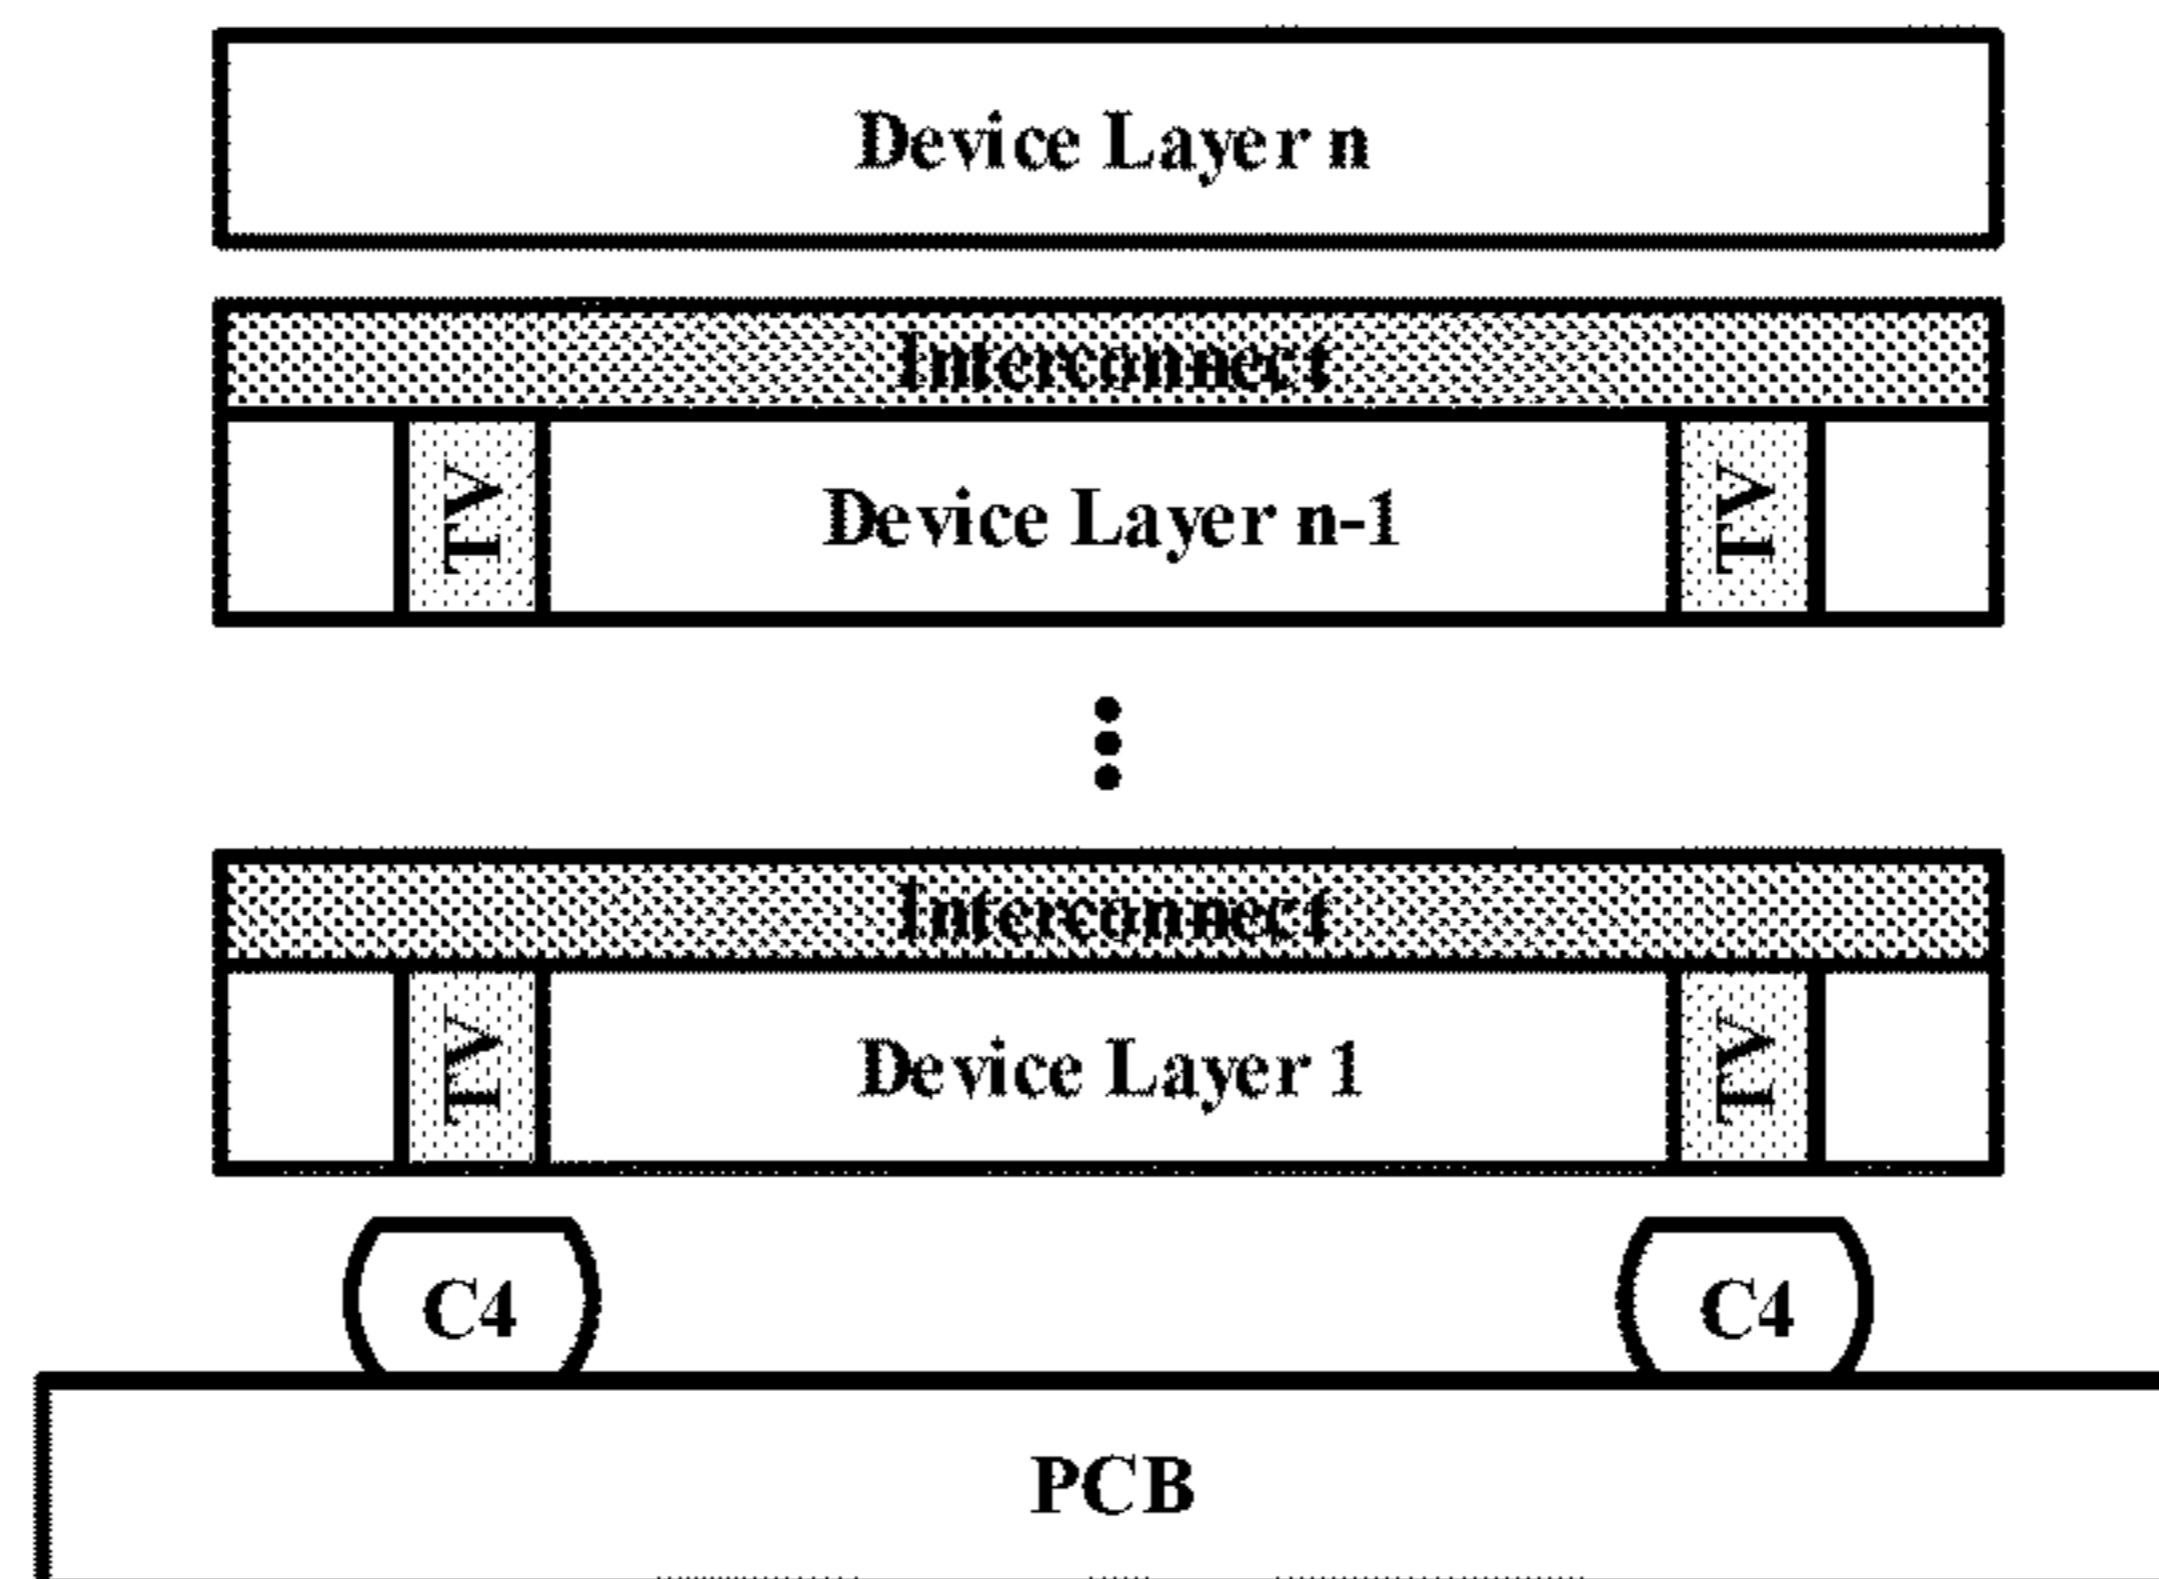 Device Layer n
Interconnect
TV Device Layer n-1 TV
Interconnect
TV Device Layer 1 TV
C4 C4
PCB